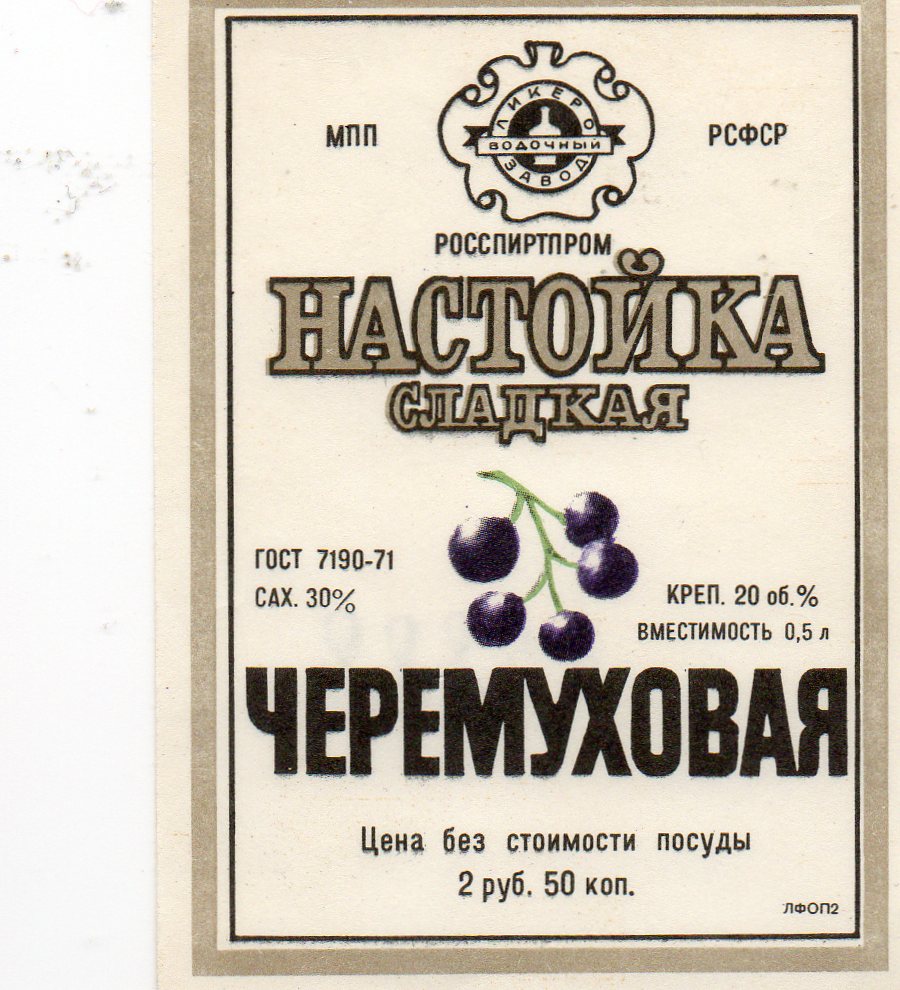 МПП
ЛИКЕРО
ВОДОЧНЫЙ
ЗАВОД
РСФСР
РОССПИРТПРОМ
НАСТОЙКА
СЛАДКАЯ
ГОСТ 7190-71
САХ. 30%
КРЕП. 20 об.%
ВМЕСТИМОСТЬ 0,5 л
ЧЕРЕМУХОВАЯ
Цена без стоимости посуды
2 руб. 50 коп.
ЛФОП2